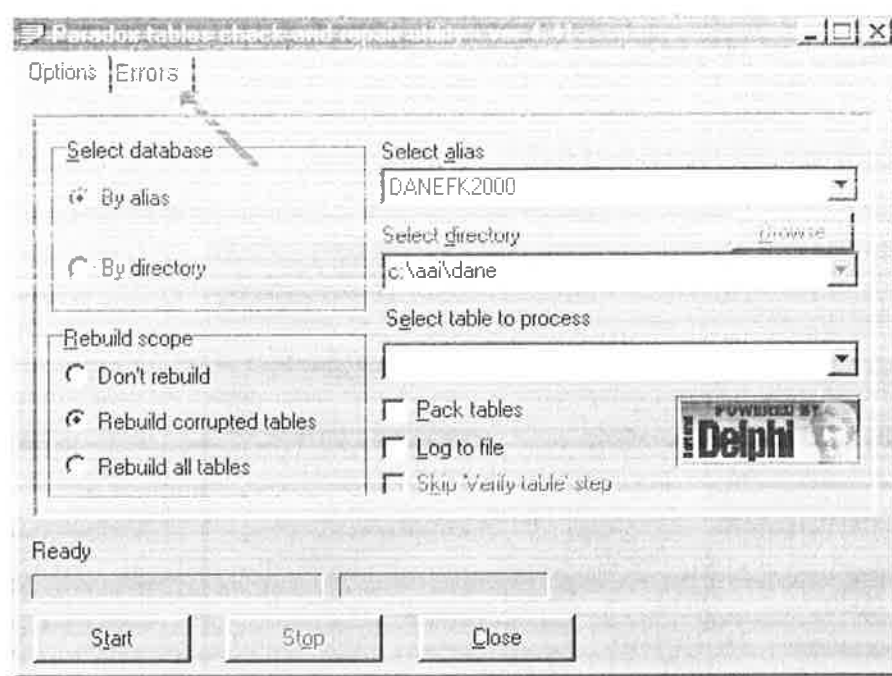 Paradox tables check and repair utility
Options Errors
Select database
By alias
By directory
Select alias
DANEFK2000
Select directory
Browse
c:\aai\dane
Select table to process
Rebuild scope
Don't rebuild
Rebuild corrupted tables
Rebuild all tables
Pack tables
Log to file
Skip 'Verify table' step
POWERED BY
Delphi
Ready
Start Stop Close